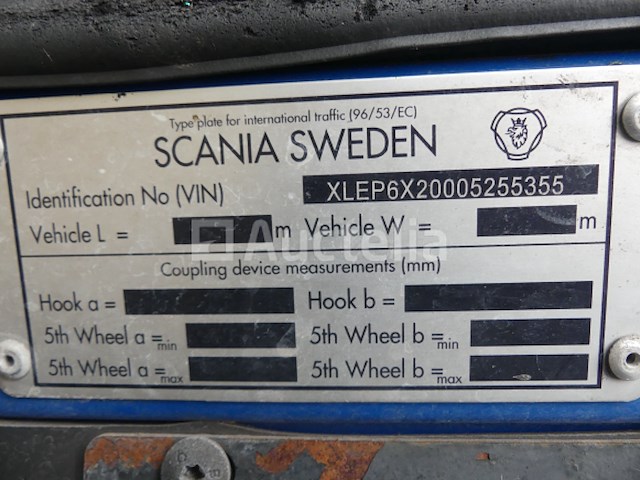 Type plate for international traffic (96/53/EC)
SCANIA SWEDEN
Identification No (VIN) XLEP6X20005255355
Vehicle L = m Vehicle W = m
Auctelia
Coupling device measurements (mm)
Hook a = Hook b =
5th Wheel a =min 5th Wheel b =min
5th Wheel a =max 5th Wheel b =max
8